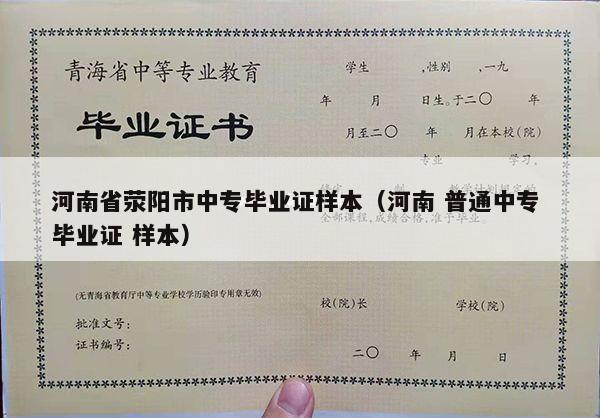 青海省中等专业教育
毕业证书
学生 ,性别 ,一九
年 月 日生。于二〇 年
月至二〇 年 月在本校(院)
专业 学习,
河南省荥阳市中专毕业证样本（河南 普通中专
毕业证 样本）
全部课程,成绩合格,准于毕业。
(无青海省教育厅中等专业学校学历验印专用章无效)
批准文号：
证书编号：
校(院)长 学校(院)
二〇 年 月 日